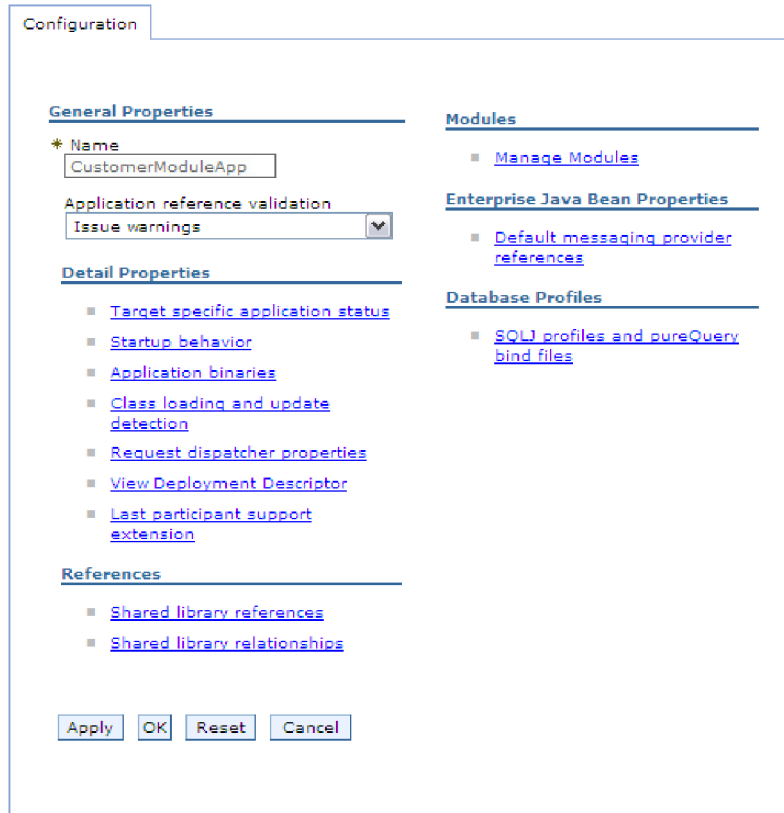 Configuration
General Properties
* Name
CustomerModuleApp
Application reference validation
Issue warnings
Detail Properties
Target specific application status
Startup behavior
Application binaries
Class loading and update
detection
Request dispatcher properties
View Deployment Descriptor
Last participant support
extension
References
Shared library references
Shared library relationships
Modules
Manage Modules
Enterprise Java Bean Properties
Default messaging provider
references
Database Profiles
SQLJ profiles and pureQuery
bind files
Apply
OK
Reset
Cancel